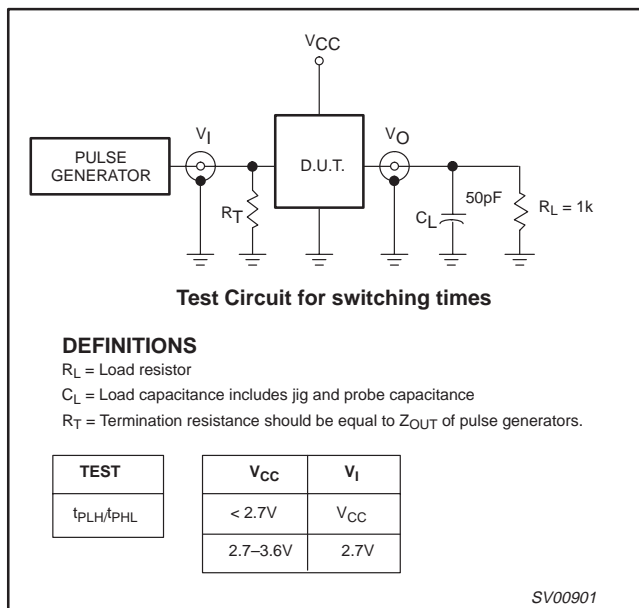 VCC
PULSE
GENERATOR
VI
D.U.T.
VO
RT
CL
50pF
RL = 1k
Test Circuit for switching times
DEFINITIONS
RL = Load resistor
CL = Load capacitance includes jig and probe capacitance
RT = Termination resistance should be equal to ZOUT of pulse generators.
TEST
tPLH/tPHL
VCC VI
< 2.7V VCC
2.7–3.6V 2.7V
SV00901